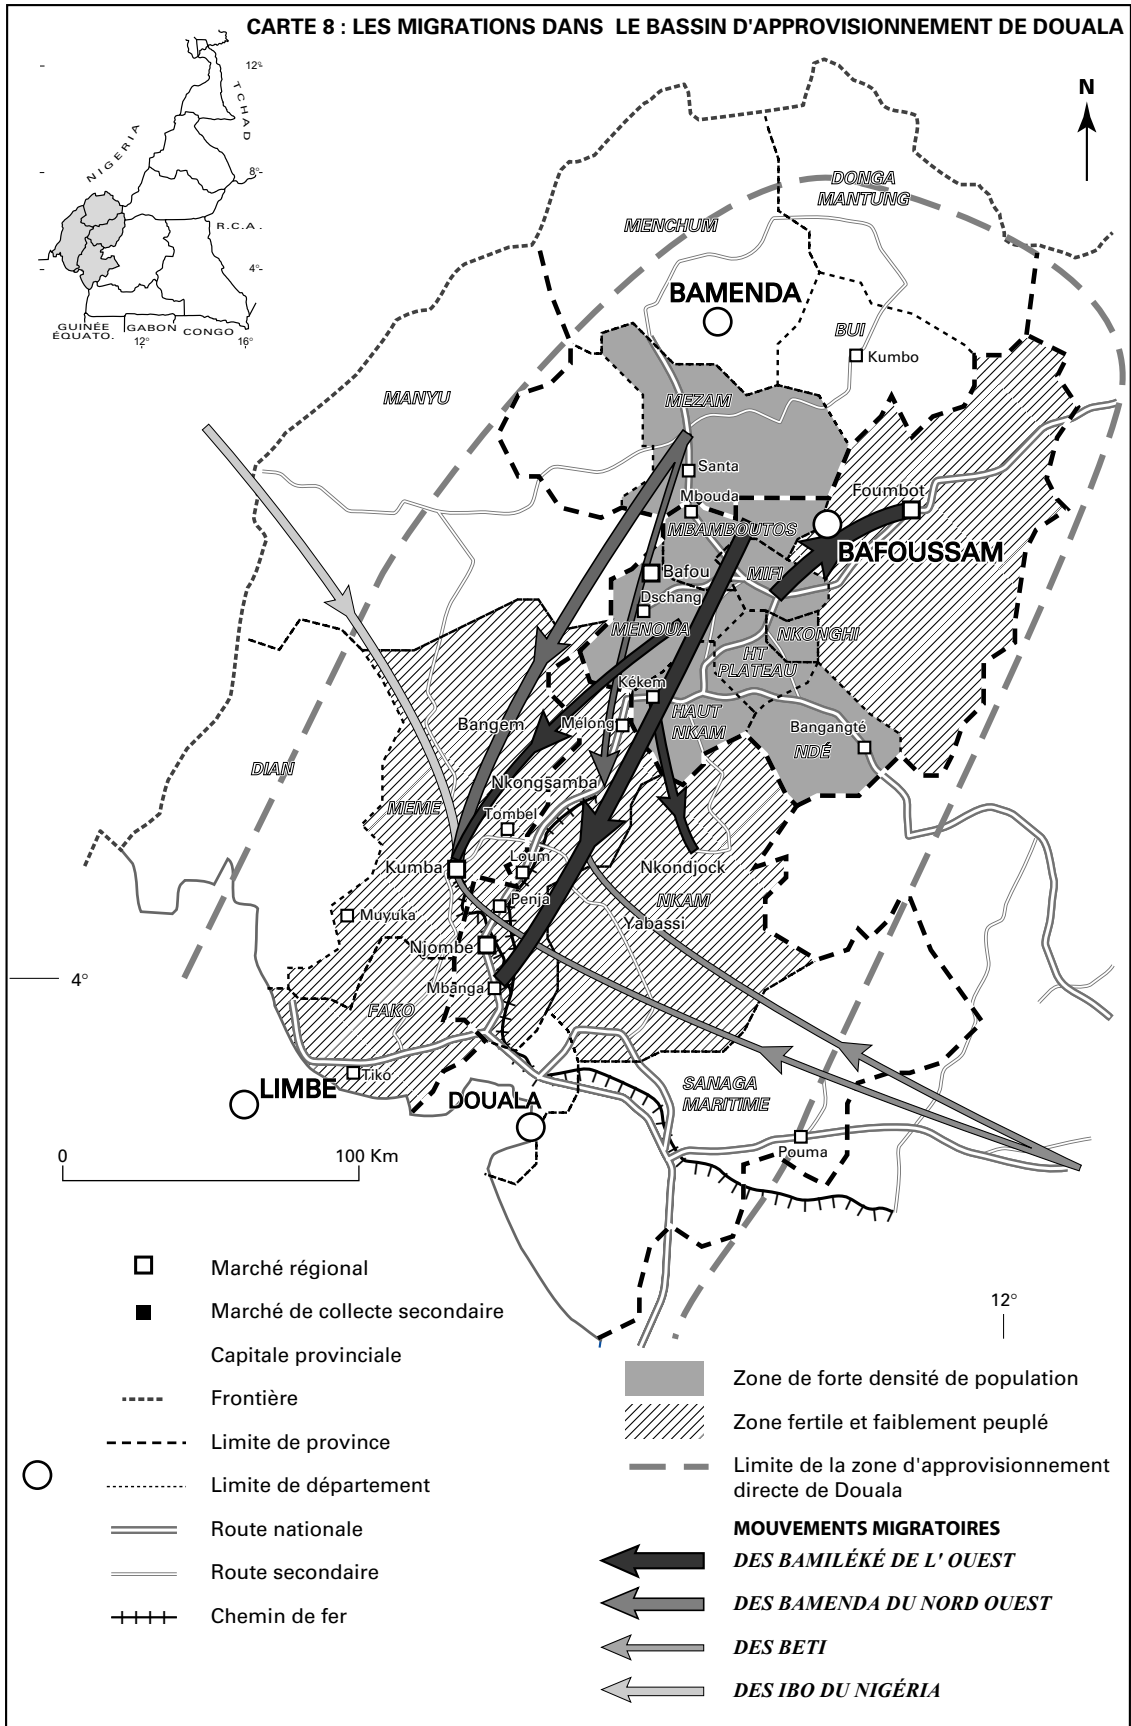 CARTE 8 : LES MIGRATIONS DANS LE BASSIN D'APPROVISIONNEMENT DE DOUALA
12°
TCHAD
NIGERIA
8°
R.C.A.
4°
GUINÉE
ÉQUATO.
GABON
CONGO
12°
16°
N
DONGA
MANTUNG
MENCHUM
BAMENDA
BUI
Kumbo
MANYU
MEZAM
Santa
Mbouda
Foumbot
MBAMBOUTOS
BAFOUSSAM
Bafou
MIFI
Dschang
MENOUA
NKONGHI
HT
PLATEAU
Kékem
HAUT
NKAM
Bangem
Mélong
Bangangté
NDÉ
DIAN
Nkongsamba
MEME
Tombel
Loum
Kumba
Nkondjock
Penja
NKAM
Muyuka
Yabassi
Njombe
4°
Mbanga
FAKO
Tiko
LIMBE
DOUALA
SANAGA
MARITIME
Pouma
0
100 Km
12°
Marché régional
Marché de collecte secondaire
Capitale provinciale
Frontière
Limite de province
Limite de département
Route nationale
Route secondaire
Chemin de fer
Zone de forte densité de population
Zone fertile et faiblement peuplé
Limite de la zone d'approvisionnement
directe de Douala
MOUVEMENTS MIGRATOIRES
DES BAMILÉKÉ DE L' OUEST
DES BAMENDA DU NORD OUEST
DES BETI
DES IBO DU NIGÉRIA